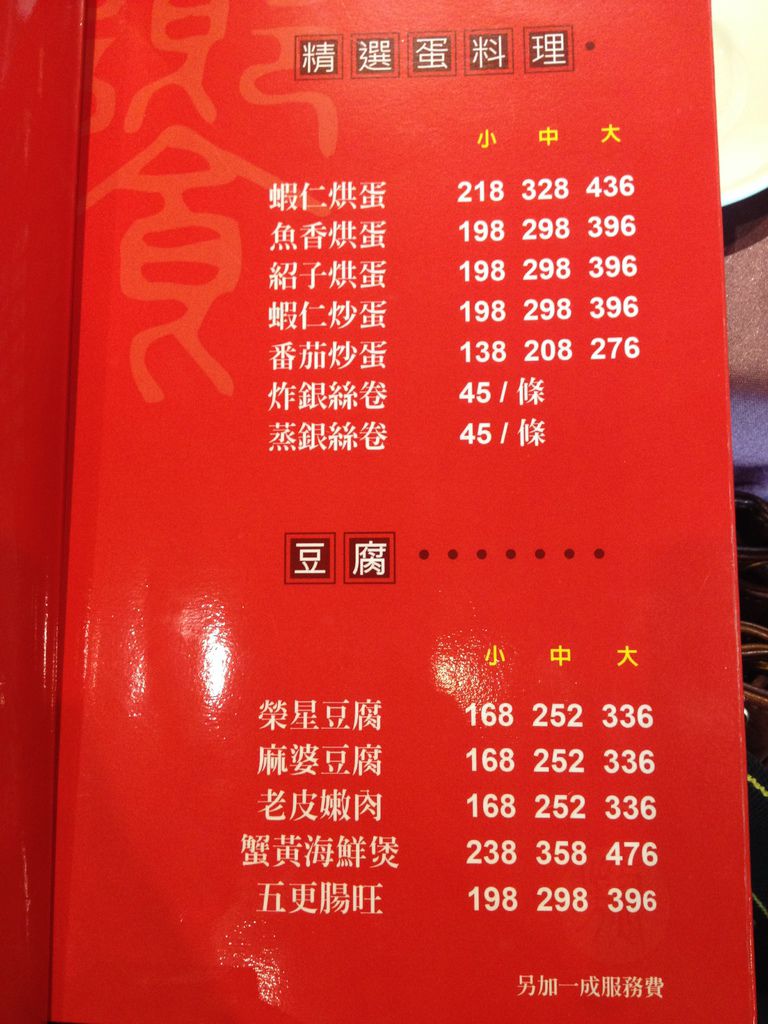 精選蛋料理
小 中 大
蝦仁烘蛋 218 328 436
魚香烘蛋 198 298 396
紹子烘蛋 198 298 396
蝦仁炒蛋 198 298 396
番茄炒蛋 138 208 276
炸銀絲卷 45 / 條
蒸銀絲卷 45 / 條
豆腐
小 中 大
榮星豆腐 168 252 336
麻婆豆腐 168 252 336
老皮嫩肉 168 252 336
蟹黃海鮮煲 238 358 476
五更腸旺 198 298 396
另加一成服務費